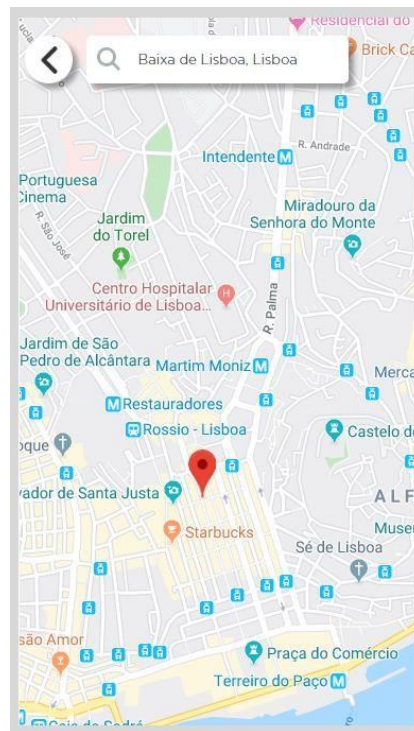 Residencial do
Baixa de Lisboa, Lisboa
Brick Ca
R. Andrade
Intendente M
Portuguesa
Cinema
Miradouro da
Senhora do Monte
R. São José
Jardim
do Torel
Centro Hospitalar
Universitário de Lisboa...
H
R. Palma
Jardim de São
Pedro de Alcântara
Martim Moniz M
Merca
M Restauradores
Rossio - Lisboa
oque
Castelo de
vador de Santa Justa
ALF
Starbucks
Museu
Sé de Lisboa
são Amor
Praça do Comércio
Terreiro do Paço M
Cais do Sodré